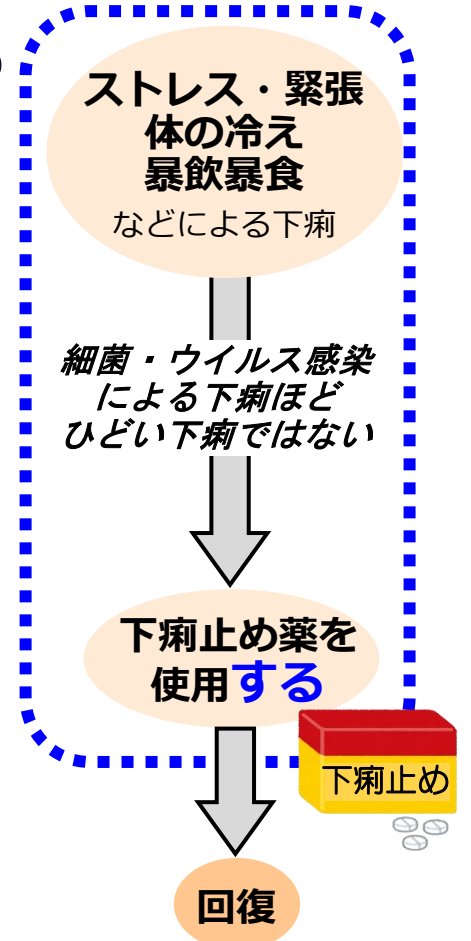 ストレス・緊張
体の冷え
暴飲暴食
などによる下痢
細菌・ウイルス感染
による下痢ほど
ひどい下痢ではない
下痢止め薬を
使用する
下痢止め
回復